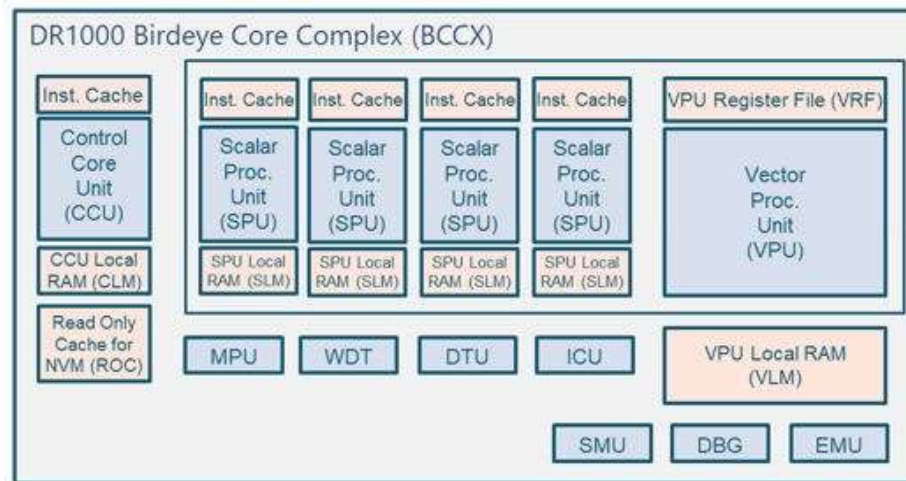 DR1000 Birdeye Core Complex (BCCX)
Inst. Cache
Control
Core
Unit
(CCU)
CCU Local
RAM (CLM)
Read Only
Cache for
NVM (ROC)
Inst. Cache
Scalar
Proc.
Unit
(SPU)
SPU Local
RAM (SLM)
Inst. Cache
Scalar
Proc.
Unit
(SPU)
SPU Local
RAM (SLM)
Inst. Cache
Scalar
Proc.
Unit
(SPU)
SPU Local
RAM (SLM)
Inst. Cache
Scalar
Proc.
Unit
(SPU)
SPU Local
RAM (SLM)
VPU Register File (VRF)
Vector
Proc.
Unit
(VPU)
MPU
WDT
DTU
ICU
VPU Local RAM
(VLM)
SMU
DBG
EMU